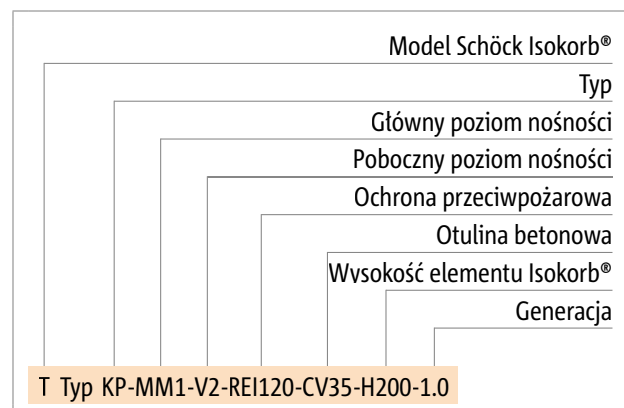 Model Schöck Isokorb®
Typ
Główny poziom nośności
Poboczny poziom nośności
Ochrona przeciwpożarowa
Otulina betonowa
Wysokość elementu Isokorb®
Generacja
T Typ KP-MM1-V2-REI120-CV35-H200-1.0